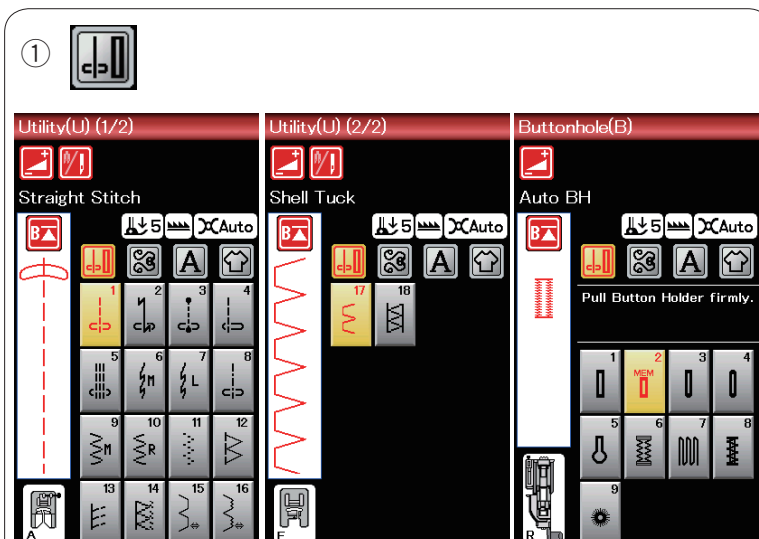 ①
Utility(U) (1/2)
Straight Stitch
B
5 Auto
A
1 2 3 4
5 6 7 8
M L
9 10 11 12
M R
13 14 15 16
A
Utility(U) (2/2)
Shell Tuck
5 Auto
A
17 18
F
Buttonhole(B)
Auto BH
B
5 Auto
A
Pull Button Holder firmly.
1 2 3 4
MEM
5 6 7 8
9
R